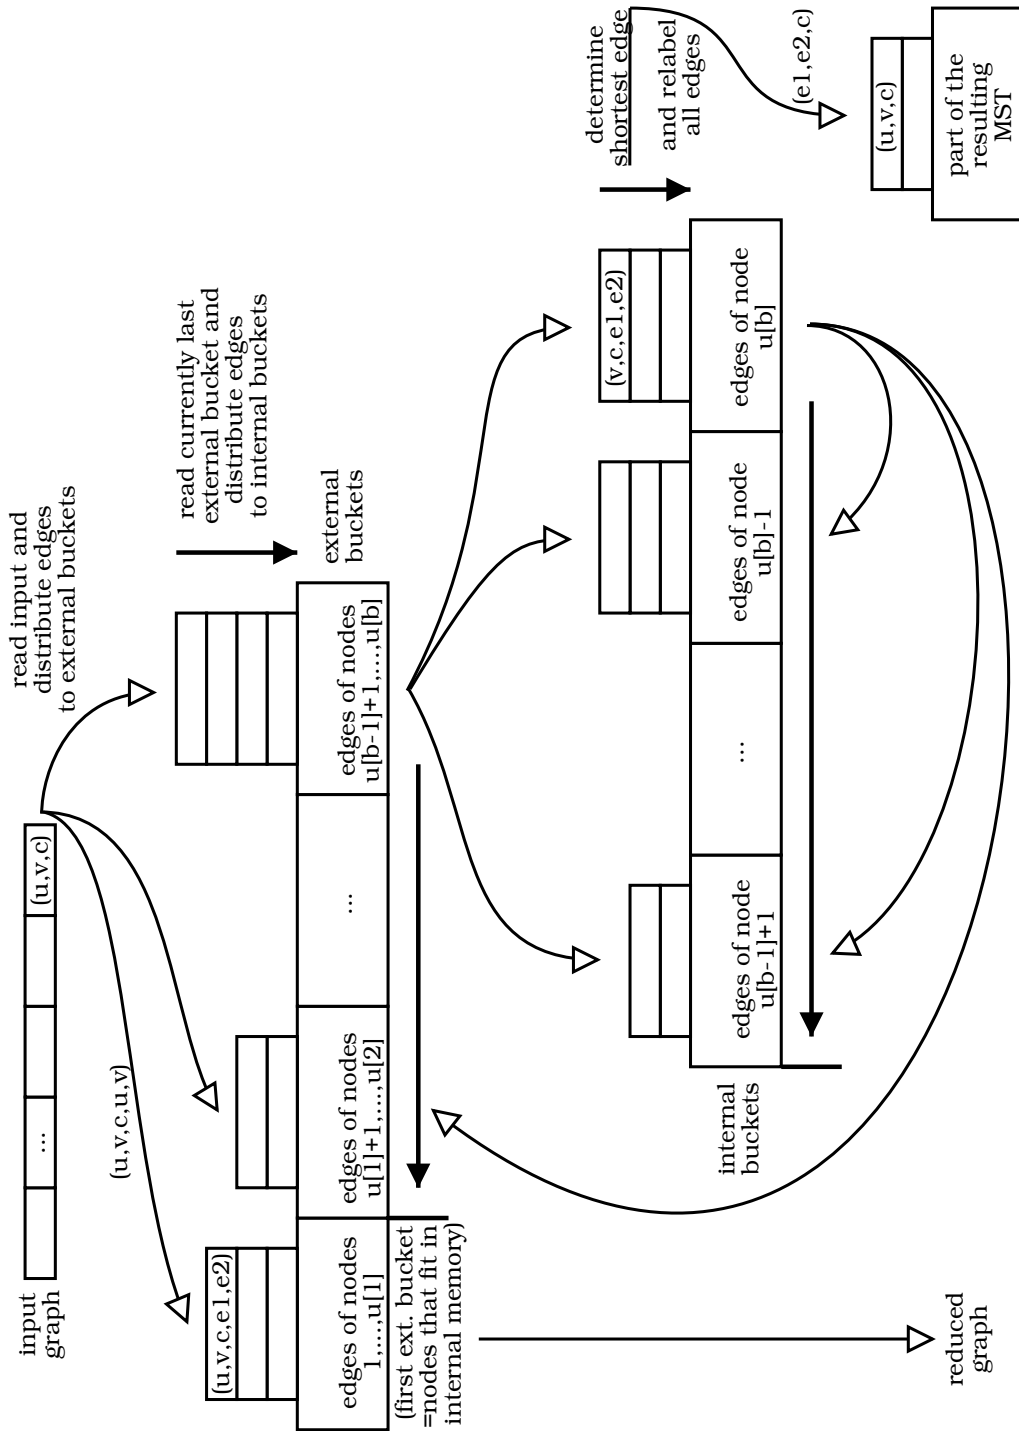 input
graph
...
(u,v,c)
read input and
distribute edges
to external buckets
(u,v,c,u,v)
(u,v,c,e1,e2)
edges of nodes
1,...,u[1]
edges of nodes
u[1]+1,...,u[2]
...
edges of nodes
u[b-1]+1,...,u[b]
external
buckets
read currently last
external bucket and
distribute edges
to internal buckets
(first ext. bucket
=nodes that fit in
internal memory)
reduced
graph
internal
buckets
edges of node
u[b-1]+1
...
edges of node
u[b]-1
edges of node
u[b]
(v,c,e1,e2)
determine
shortest edge
and relabel
all edges
(e1,e2,c)
(u,v,c)
part of the
resulting
MST